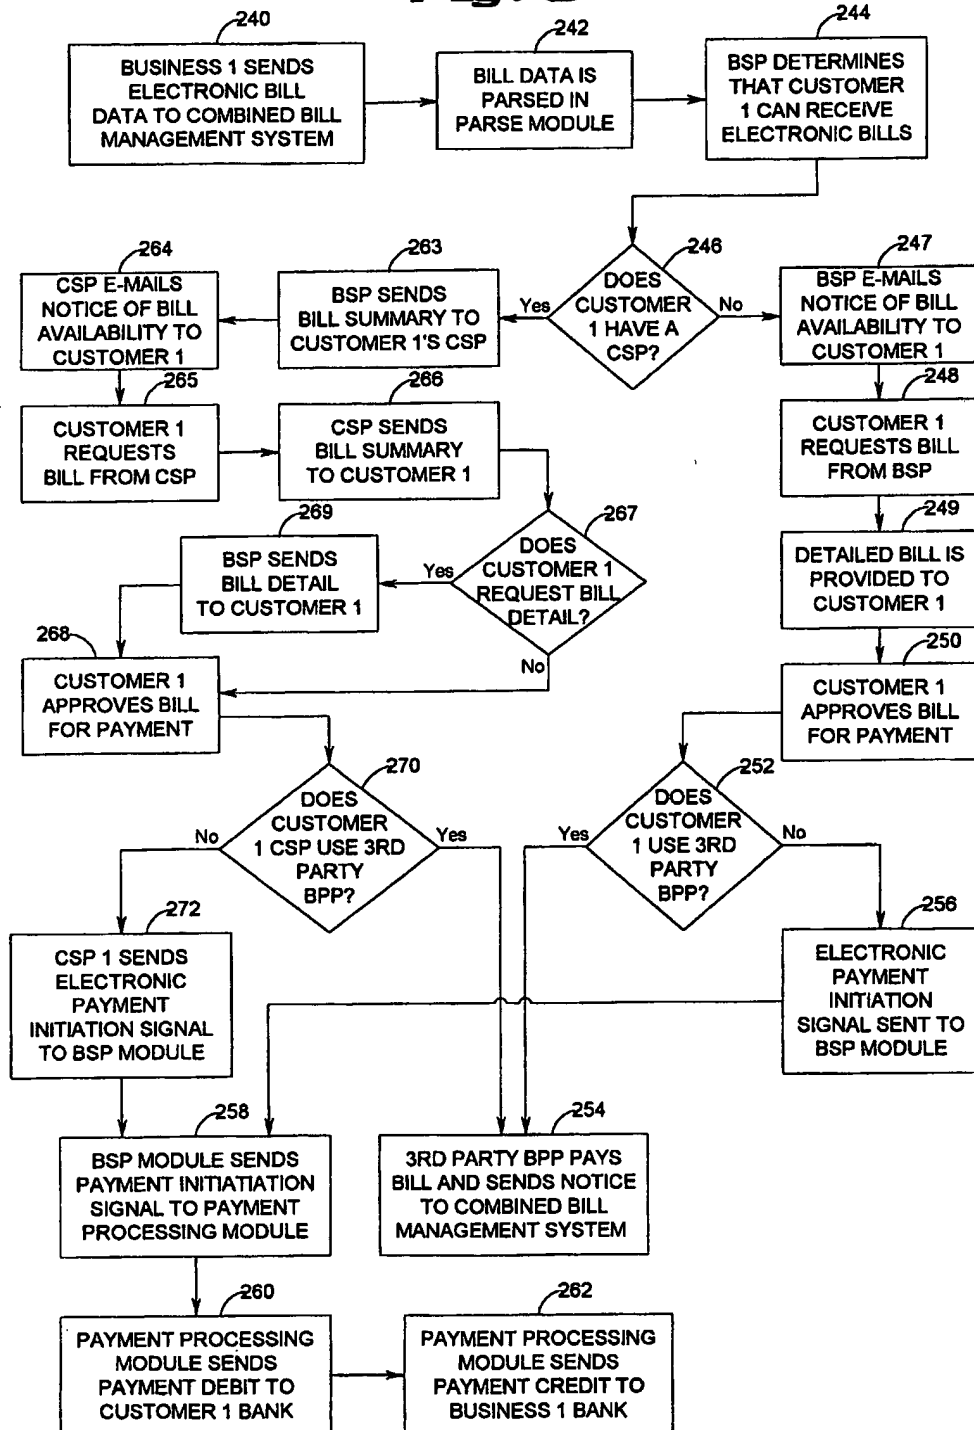 240
242
244
BUSINESS 1 SENDS
ELECTRONIC BILL
DATA TO COMBINED BILL
MANAGEMENT SYSTEM
BILL DATA IS
PARSED IN
PARSE MODULE
BSP DETERMINES
THAT CUSTOMER
1 CAN RECEIVE
ELECTRONIC BILLS
264
263
246
247
CSP E-MAILS
NOTICE OF BILL
AVAILABILITY TO
CUSTOMER 1
BSP SENDS
BILL SUMMARY TO
CUSTOMER 1'S CSP
Yes
DOES
CUSTOMER
1 HAVE A
CSP?
No
BSP E-MAILS
NOTICE OF BILL
AVAILABILITY TO
CUSTOMER 1
265
266
248
CUSTOMER 1
REQUESTS
BILL FROM CSP
CSP SENDS
BILL SUMMARY
TO CUSTOMER 1
CUSTOMER 1
REQUESTS BILL
FROM BSP
269
267
249
BSP SENDS
BILL DETAIL
TO CUSTOMER 1
Yes
DOES
CUSTOMER 1
REQUEST BILL
DETAIL?
No
DETAILED BILL IS
PROVIDED TO
CUSTOMER 1
268
250
CUSTOMER 1
APPROVES BILL
FOR PAYMENT
CUSTOMER 1
APPROVES BILL
FOR PAYMENT
270
252
No
DOES
CUSTOMER
1 CSP USE 3RD
PARTY
BPP?
Yes
Yes
DOES
CUSTOMER
1 USE 3RD
PARTY
BPP?
No
272
256
CSP 1 SENDS
ELECTRONIC
PAYMENT
INITIATION SIGNAL
TO BSP MODULE
ELECTRONIC
PAYMENT
INITIATION
SIGNAL SENT TO
BSP MODULE
258
254
BSP MODULE SENDS
PAYMENT INITIATIATION
SIGNAL TO PAYMENT
PROCESSING MODULE
3RD PARTY BPP PAYS
BILL AND SENDS NOTICE
TO COMBINED BILL
MANAGEMENT SYSTEM
260
262
PAYMENT PROCESSING
MODULE SENDS
PAYMENT DEBIT TO
CUSTOMER 1 BANK
PAYMENT PROCESSING
MODULE SENDS
PAYMENT CREDIT TO
BUSINESS 1 BANK